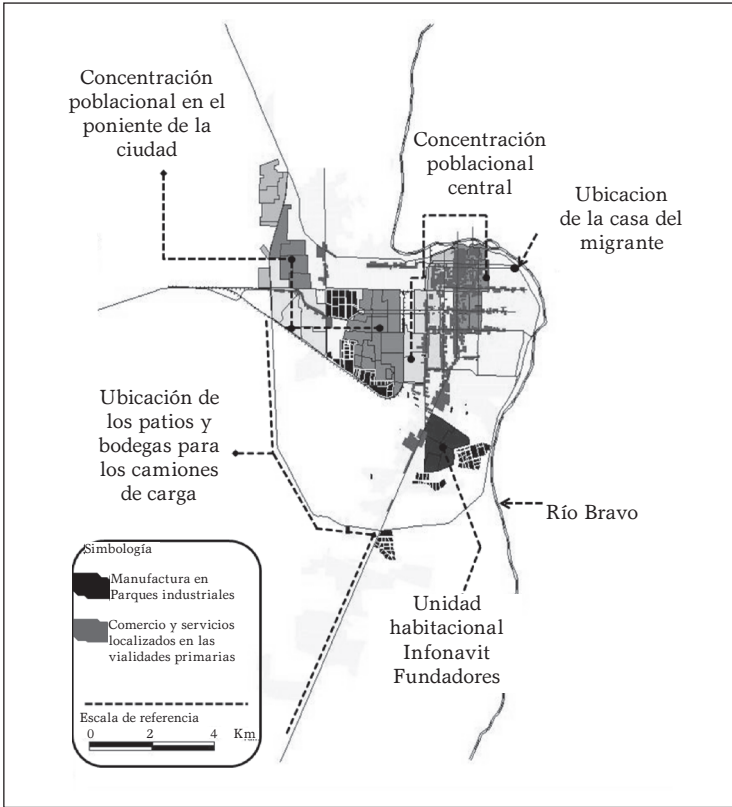 Concentración
poblacional en el
poniente de la
ciudad
Concentración
poblacional
central
Ubicacion
de la casa del
migrante
Ubicación de
los patios y
bodegas para
los camiones
de carga
Río Bravo
Unidad
habitacional
Infonavit
Fundadores
Simbología
Manufactura en
Parques industriales
Comercio y servicios
localizados en las
vialidades primarias
Escala de referencia
0 2 4 Km